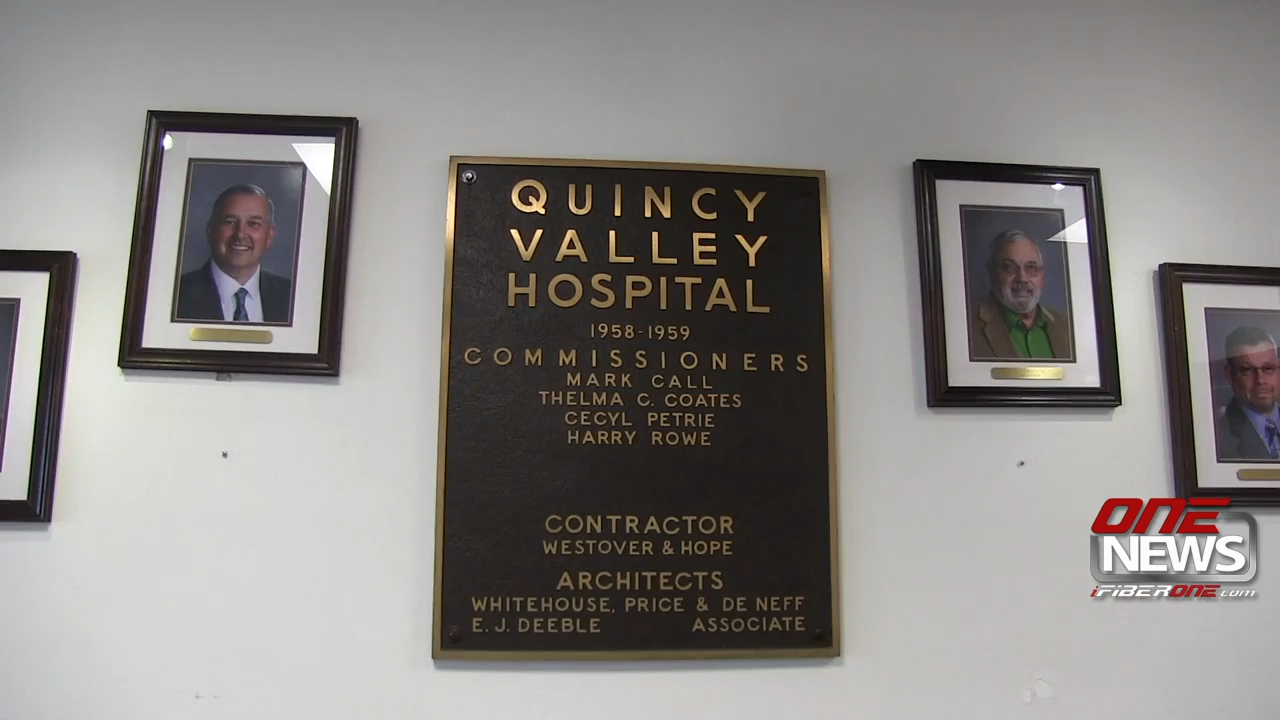 QUINCY
VALLEY
HOSPITAL
1958-1959
COMMISSIONERS
MARK CALL
THELMA C. COATES
CECYL PETRIE
HARRY ROWE
CONTRACTOR
WESTOVER & HOPE
ARCHITECTS
WHITEHOUSE, PRICE & DE NEFF
E. J. DEEBLE ASSOCIATE
ONE
NEWS
iFIBERONE.com